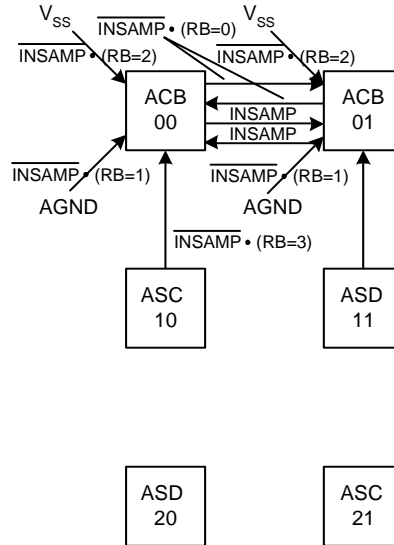 INSAMP • (RB=0)
VSS
VSS
INSAMP • (RB=2)
INSAMP • (RB=2)
ACB
00
ACB
01
INSAMP
INSAMP
INSAMP • (RB=1)
INSAMP • (RB=1)
AGND
AGND
INSAMP • (RB=3)
ASC
10
ASD
11
ASD
20
ASC
21